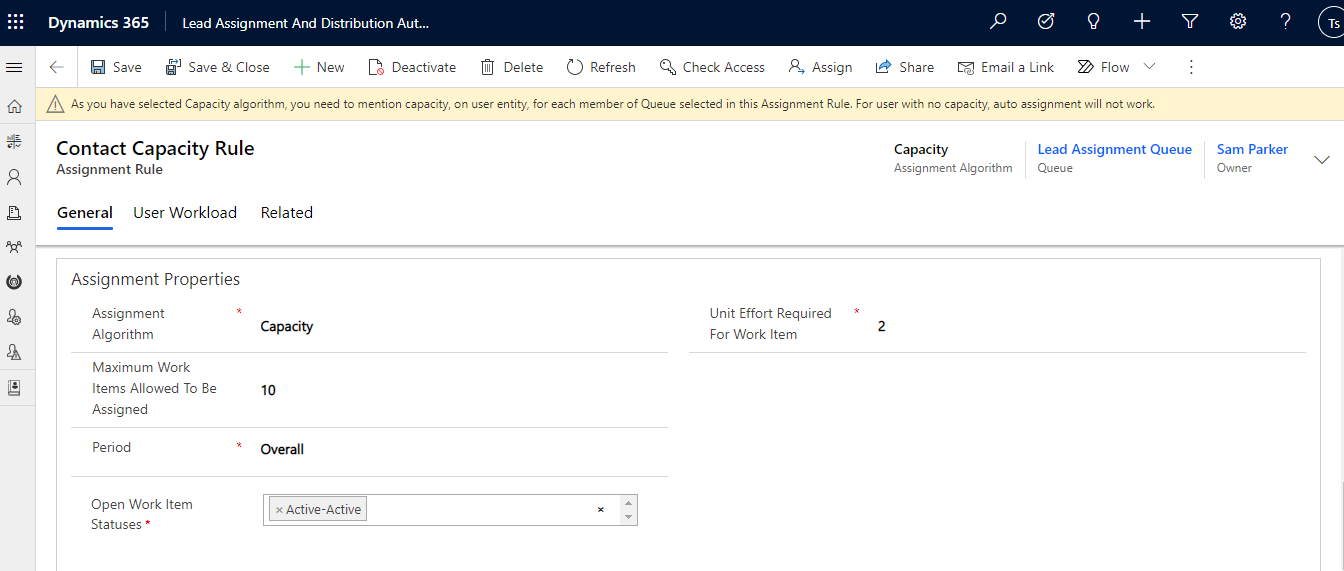 Dynamics 365 Lead Assignment And Distribution Aut... Ts
Save Save & Close New Deactivate Delete Refresh Check Access Assign Share Email a Link Flow
As you have selected Capacity algorithm, you need to mention capacity, on user entity, for each member of Queue selected in this Assignment Rule. For user with no capacity, auto assignment will not work.
Contact Capacity Rule
Assignment Rule
Capacity
Assignment Algorithm
Lead Assignment Queue
Queue
Sam Parker
Owner
General User Workload Related
Assignment Properties
Assignment
Algorithm
*
Capacity
Unit Effort Required
For Work Item
*
2
Maximum Work
Items Allowed To Be
Assigned
10
Period * Overall
Open Work Item
Statuses *
× Active-Active ×